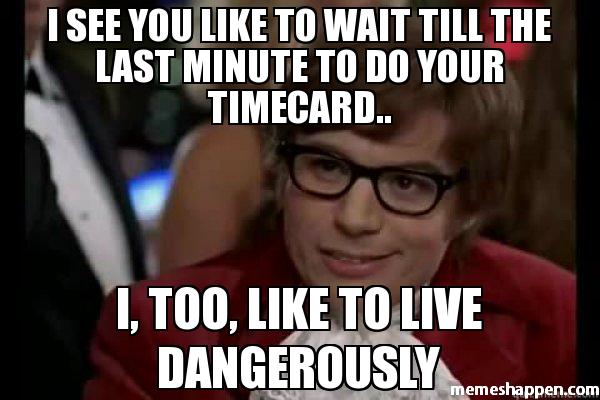 I SEE YOU LIKE TO WAIT TILL THE
LAST MINUTE TO DO YOUR
TIMECARD..
I, TOO, LIKE TO LIVE
DANGEROUSLY
memeshappen.com